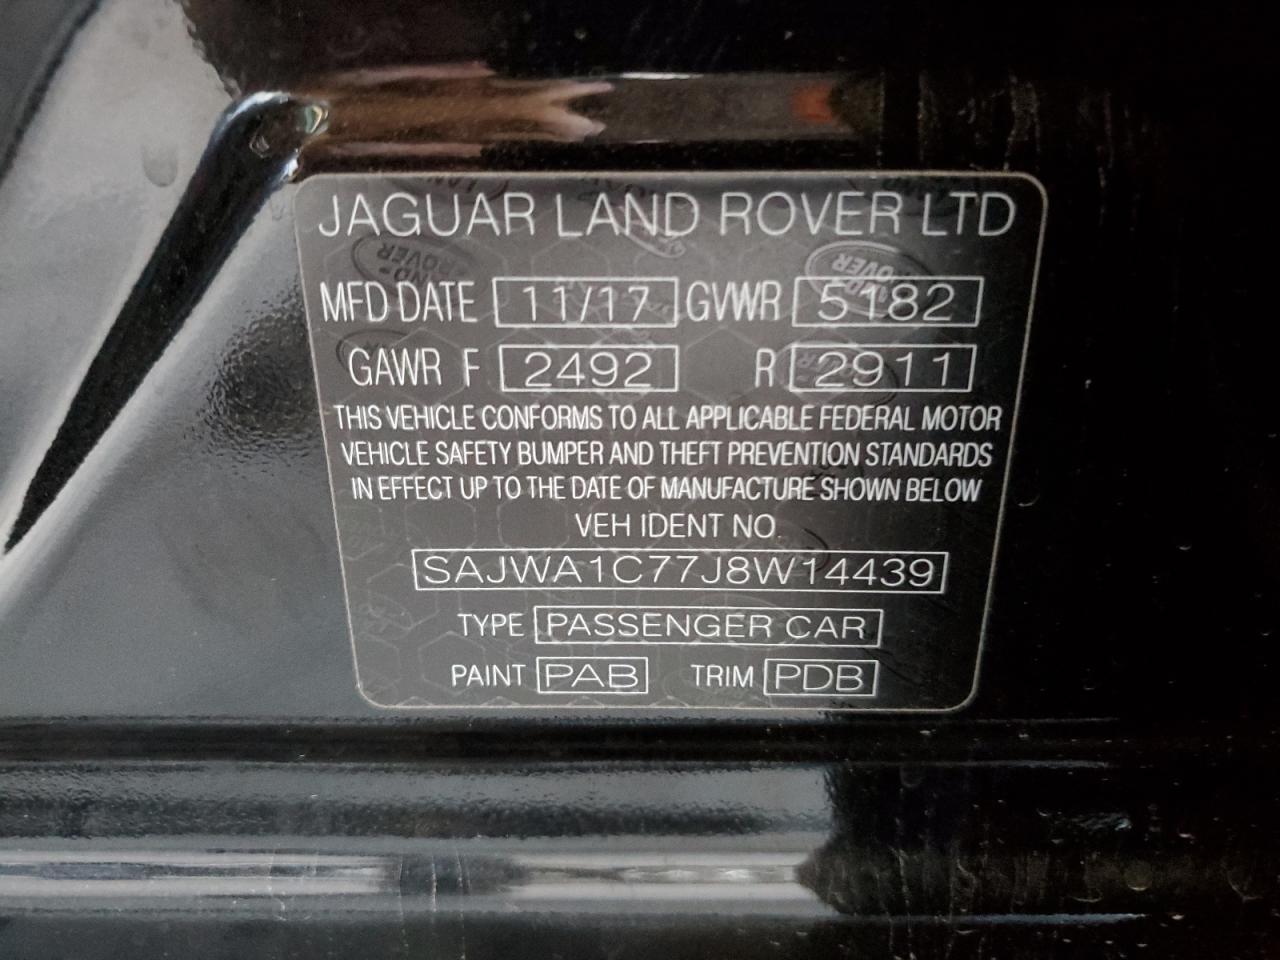 JAGUAR LAND ROVER LTD
MFD DATE 11/17 GVWR 5182
GAWR F 2492 R 2911
THIS VEHICLE CONFORMS TO ALL APPLICABLE FEDERAL MOTOR
VEHICLE SAFETY BUMPER AND THEFT PREVENTION STANDARDS
IN EFFECT UP TO THE DATE OF MANUFACTURE SHOWN BELOW
VEH IDENT NO.
SAJWA1C77J8W14439
TYPE PASSENGER CAR
PAINT PAB TRIM PDB